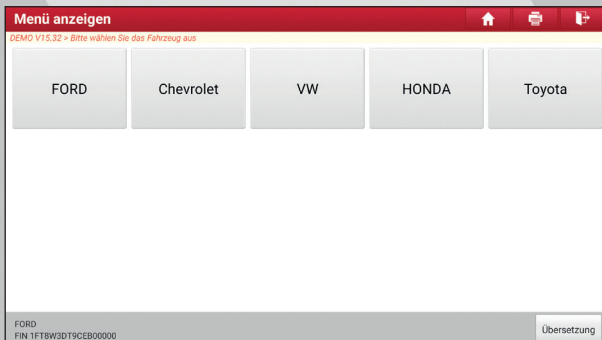 Menü anzeigen
DEMO V15.32 > Bitte wählen Sie das Fahrzeug aus
FORD
Chevrolet
VW
HONDA
Toyota
FORD
FIN 1FT8W3DT9CEB00000
Übersetzung